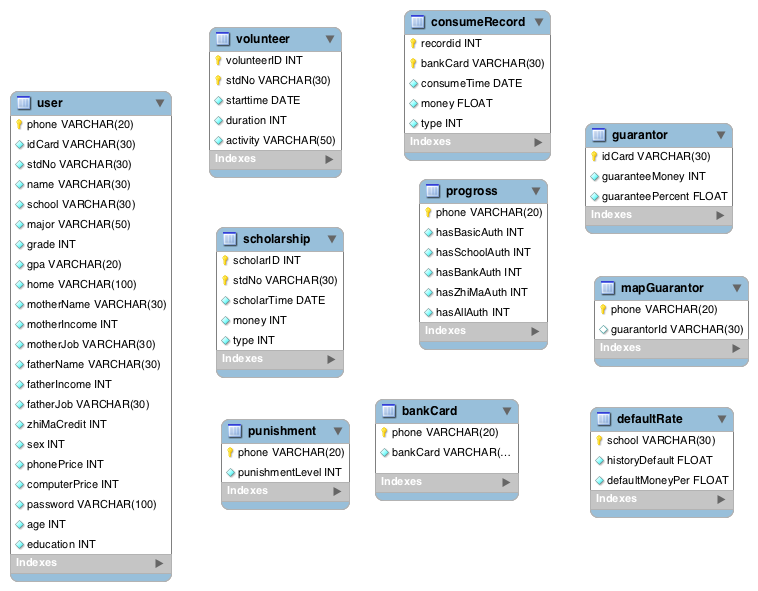 user
phone VARCHAR(20)
idCard VARCHAR(30)
stdNo VARCHAR(30)
name VARCHAR(30)
school VARCHAR(30)
major VARCHAR(50)
grade INT
gpa VARCHAR(20)
home VARCHAR(100)
motherName VARCHAR(30)
motherIncome INT
motherJob VARCHAR(30)
fatherName VARCHAR(30)
fatherIncome INT
fatherJob VARCHAR(30)
zhiMaCredit INT
sex INT
phonePrice INT
computerPrice INT
password VARCHAR(100)
age INT
education INT
Indexes
volunteer
volunteerID INT
stdNo VARCHAR(30)
starttime DATE
duration INT
activity VARCHAR(50)
Indexes
scholarship
scholarID INT
stdNo VARCHAR(30)
scholarTime DATE
money INT
type INT
Indexes
punishment
phone VARCHAR(20)
punishmentLevel INT
Indexes
consumeRecord
recordid INT
bankCard VARCHAR(30)
consumeTime DATE
money FLOAT
type INT
Indexes
progross
phone VARCHAR(20)
hasBasicAuth INT
hasSchoolAuth INT
hasBankAuth INT
hasZhiMaAuth INT
hasAllAuth INT
Indexes
bankCard
phone VARCHAR(20)
bankCard VARCHAR(...
Indexes
guarantor
idCard VARCHAR(30)
guaranteeMoney INT
guaranteePercent FLOAT
Indexes
mapGuarantor
phone VARCHAR(20)
guarantorId VARCHAR(30)
Indexes
defaultRate
school VARCHAR(30)
historyDefault FLOAT
defaultMoneyPer FLOAT
Indexes